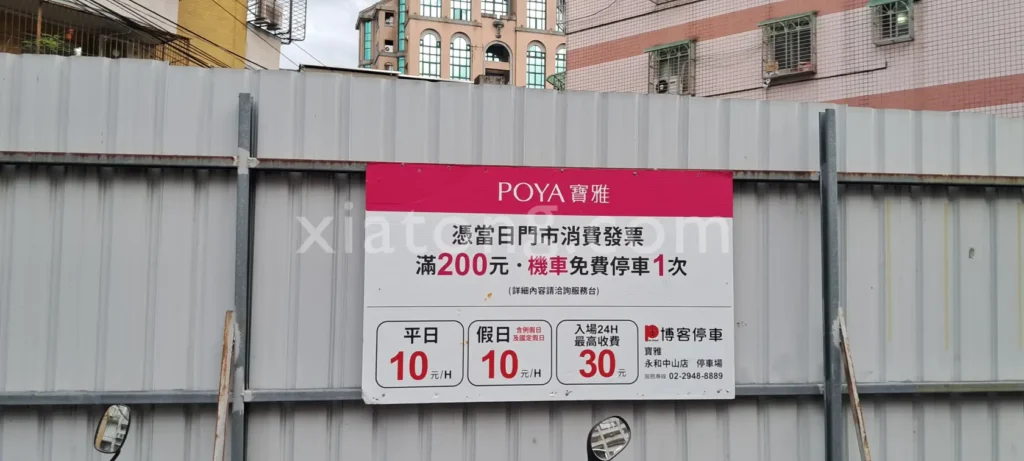 POYA 寶雅
憑當日門市消費發票
滿200元·機車免費停車1次
(詳細內容請洽詢服務台)
平日
10元/H
假日 含例假日及國定假日
10元/H
入場24H
最高收費
30元
博客停車
寶雅
永和中山店 停車場
服務專線 02-2948-8889
xiatong.com